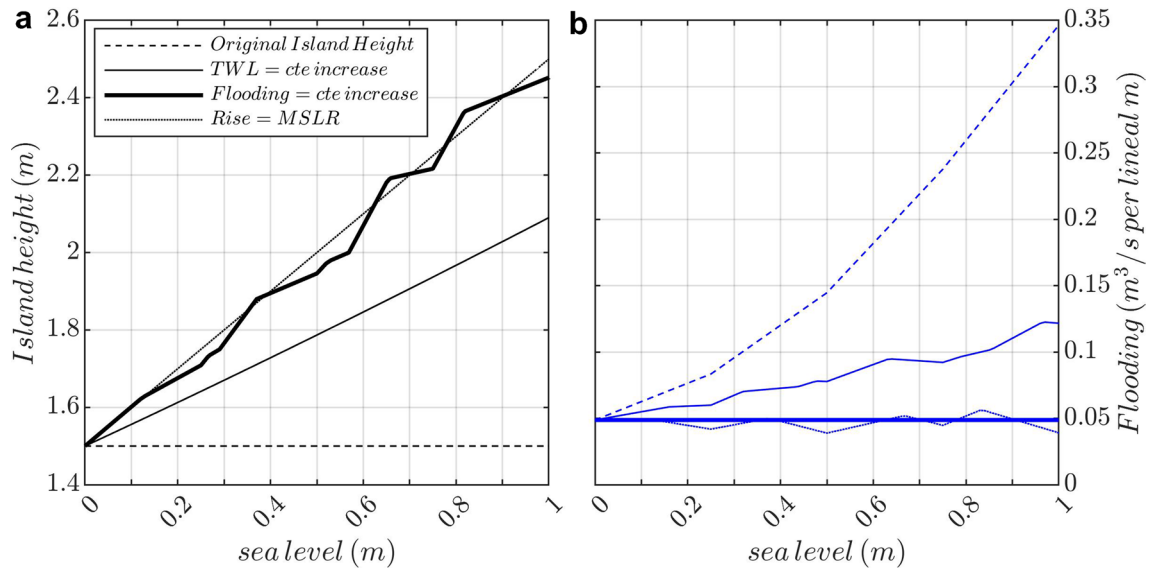 a
2.6
2.4
2.2
2
1.8
1.6
1.4
Island height (m)
Original Island Height
TWL = cte increase
Flooding = cte increase
Rise = MSLR
0
0.2
0.4
0.6
0.8
1
sea level (m)
b
0.35
0.3
0.25
0.2
0.15
0.1
0.05
0
Flooding (m³/s per lineal m)
0
0.2
0.4
0.6
0.8
1
sea level (m)